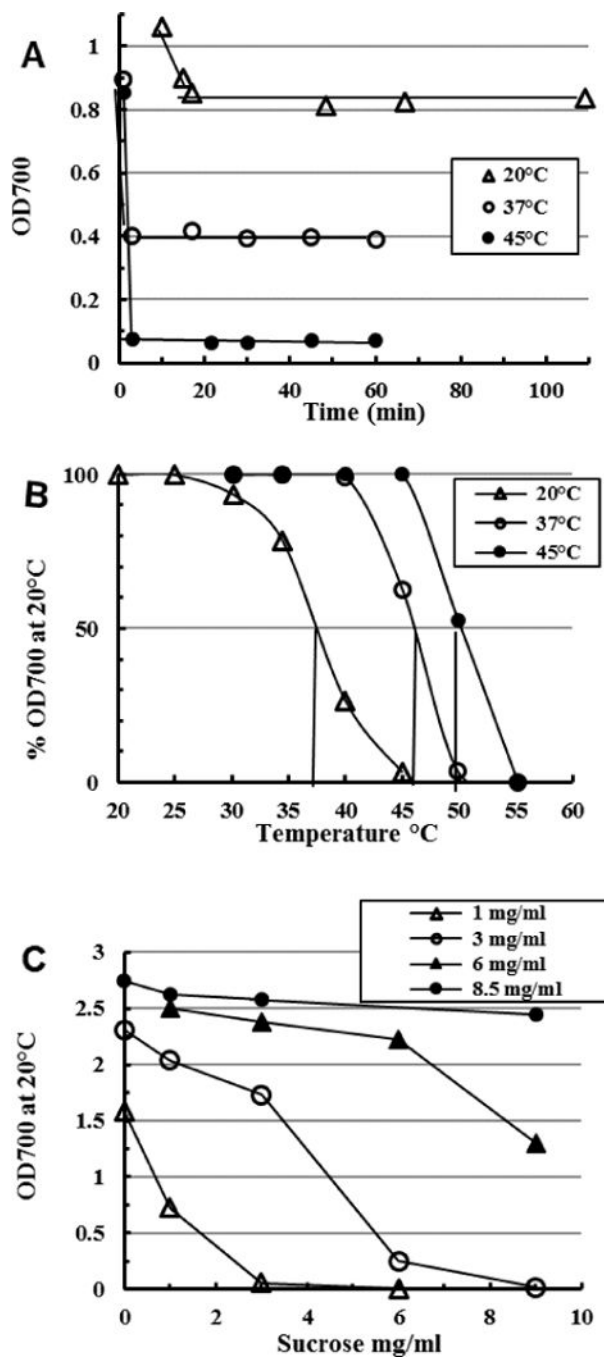 A
1
0.8
0.6
0.4
0.2
0
OD700
20°C
37°C
45°C
0 20 40 60 80 100
Time (min)
B
100
50
0
% OD700 at 20°C
20°C
37°C
45°C
20 25 30 35 40 45 50 55 60
Temperature °C
1 mg/ml
3 mg/ml
6 mg/ml
8.5 mg/ml
C
3
2.5
2
1.5
1
0.5
0
OD700 at 20°C
0 2 4 6 8 10
Sucrose mg/ml